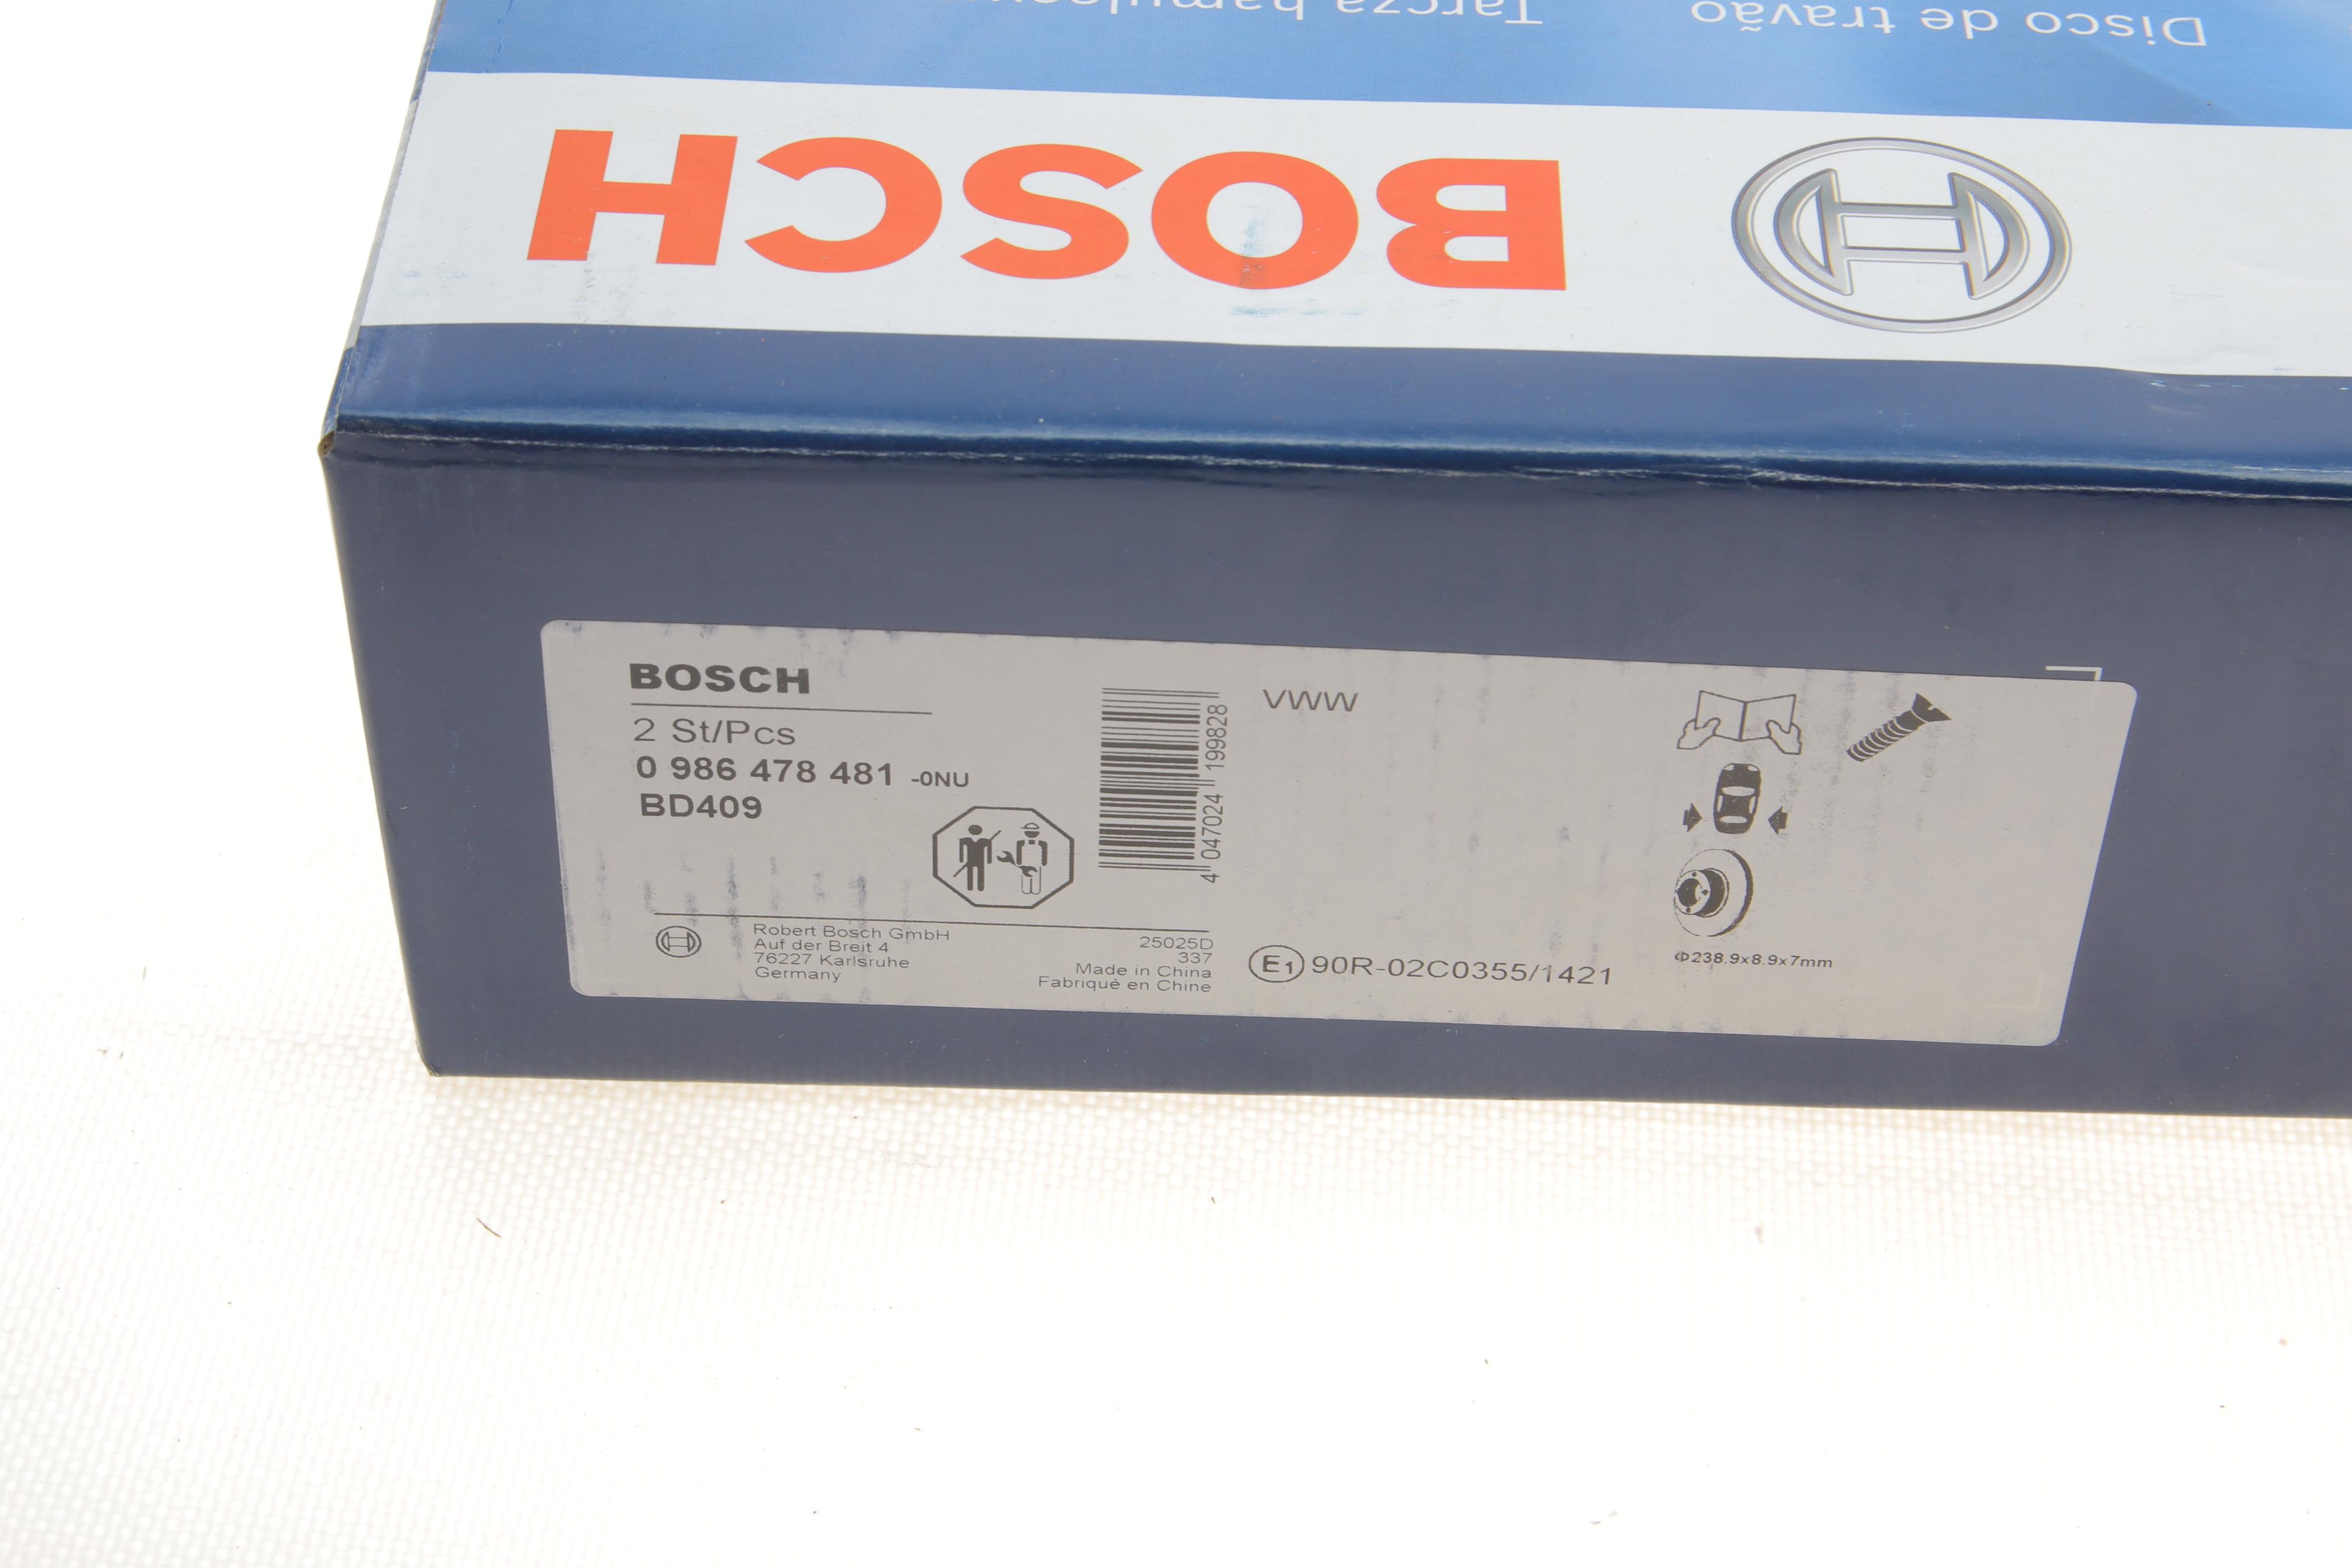 Disco de travão
Tarcza
BOSCH
BOSCH
2 St/Pcs
0 986 478 481 -0NU
BD409
4 047024 199828
VWW
Robert Bosch GmbH
Auf der Breit 4
76227 Karlsruhe
Germany
25025D
337
Made in China
Fabriqué en Chine
E1 90R-02C0355/1421
Φ238.9x8.9x7mm